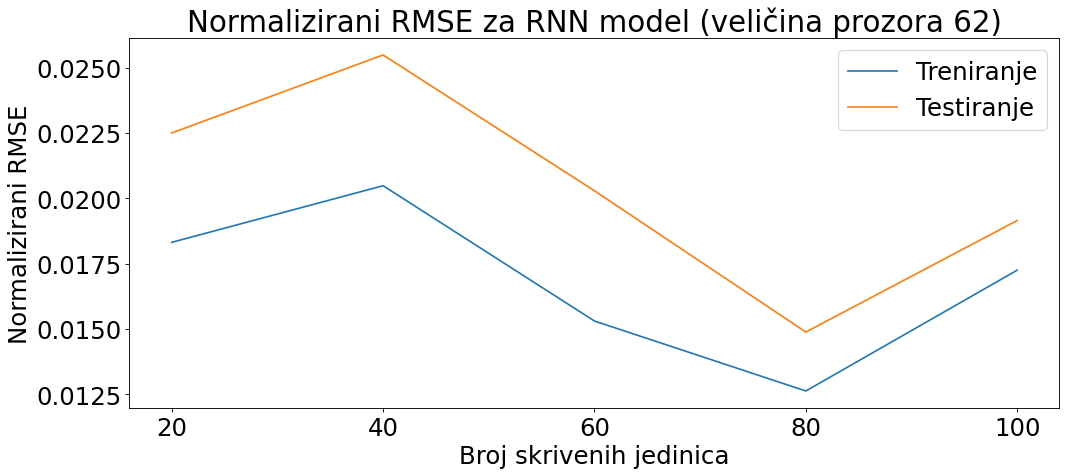 Normalizirani RMSE za RNN model (veličina prozora 62)
Treniranje
Testiranje
Normalizirani RMSE
0.0250
0.0225
0.0200
0.0175
0.0150
0.0125
20 40 60 80 100
Broj skrivenih jedinica